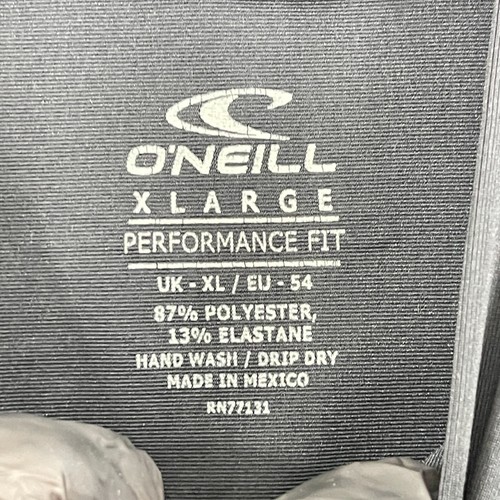 O'NEILL
XLARGE
PERFORMANCE FIT
UK - XL / EU - 54
87% POLYESTER,
13% ELASTANE
HAND WASH / DRIP DRY
MADE IN MEXICO
RN77131